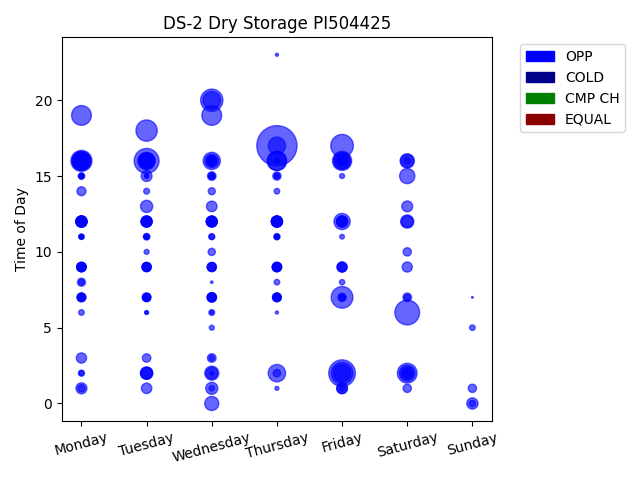 DS-2 Dry Storage PI504425
OPP
COLD
CMP CH
EQUAL
Time of Day
20
15
10
5
0
Monday
Tuesday
Wednesday
Thursday
Friday
Saturday
Sunday